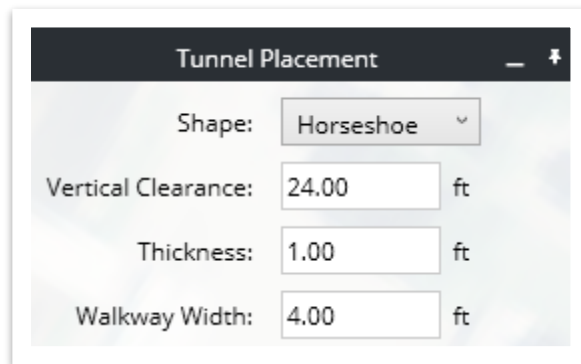 Tunnel Placement
Shape: Horseshoe
Vertical Clearance: 24.00 ft
Thickness: 1.00 ft
Walkway Width: 4.00 ft